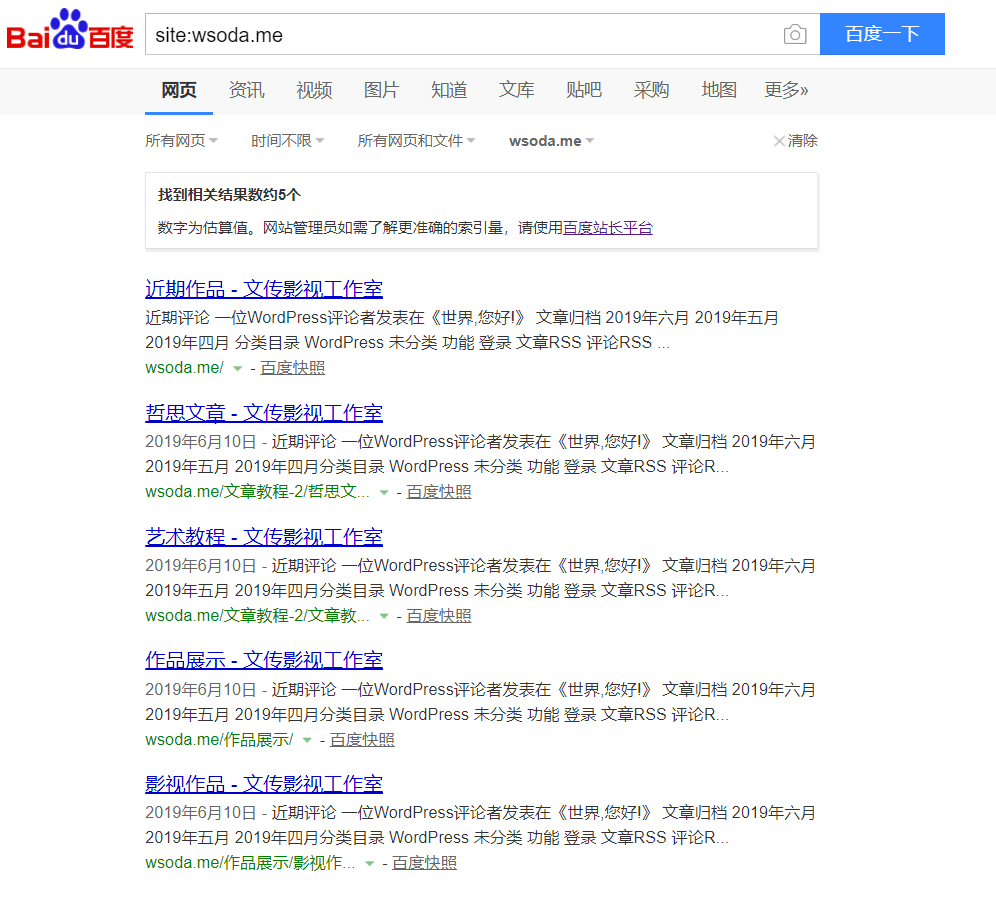 Bai du 百度 site:wsoda.me 百度一下
网页 资讯 视频 图片 知道 文库 贴吧 采购 地图 更多»
所有网页 时间不限 所有网页和文件 wsoda.me 清除
找到相关结果数约5个
数字为估算值。网站管理员如需了解更准确的索引量，请使用百度站长平台
近期作品 - 文传影视工作室
近期评论 一位WordPress评论者发表在《世界,您好!》 文章归档 2019年六月 2019年五月
2019年四月 分类目录 WordPress 未分类 功能 登录 文章RSS 评论RSS ...
wsoda.me/ - 百度快照
哲思文章 - 文传影视工作室
2019年6月10日 - 近期评论 一位WordPress评论者发表在《世界,您好!》 文章归档 2019年六月
2019年五月 2019年四月分类目录 WordPress 未分类 功能 登录 文章RSS 评论R...
wsoda.me/文章教程-2/哲思文... - 百度快照
艺术教程 - 文传影视工作室
2019年6月10日 - 近期评论 一位WordPress评论者发表在《世界,您好!》 文章归档 2019年六月
2019年五月 2019年四月分类目录 WordPress 未分类 功能 登录 文章RSS 评论R...
wsoda.me/文章教程-2/文章教... - 百度快照
作品展示 - 文传影视工作室
2019年6月10日 - 近期评论 一位WordPress评论者发表在《世界,您好!》 文章归档 2019年六月
2019年五月 2019年四月分类目录 WordPress 未分类 功能 登录 文章RSS 评论R...
wsoda.me/作品展示/ - 百度快照
影视作品 - 文传影视工作室
2019年6月10日 - 近期评论 一位WordPress评论者发表在《世界,您好!》 文章归档 2019年六月
2019年五月 2019年四月分类目录 WordPress 未分类 功能 登录 文章RSS 评论R...
wsoda.me/作品展示/影视作... - 百度快照